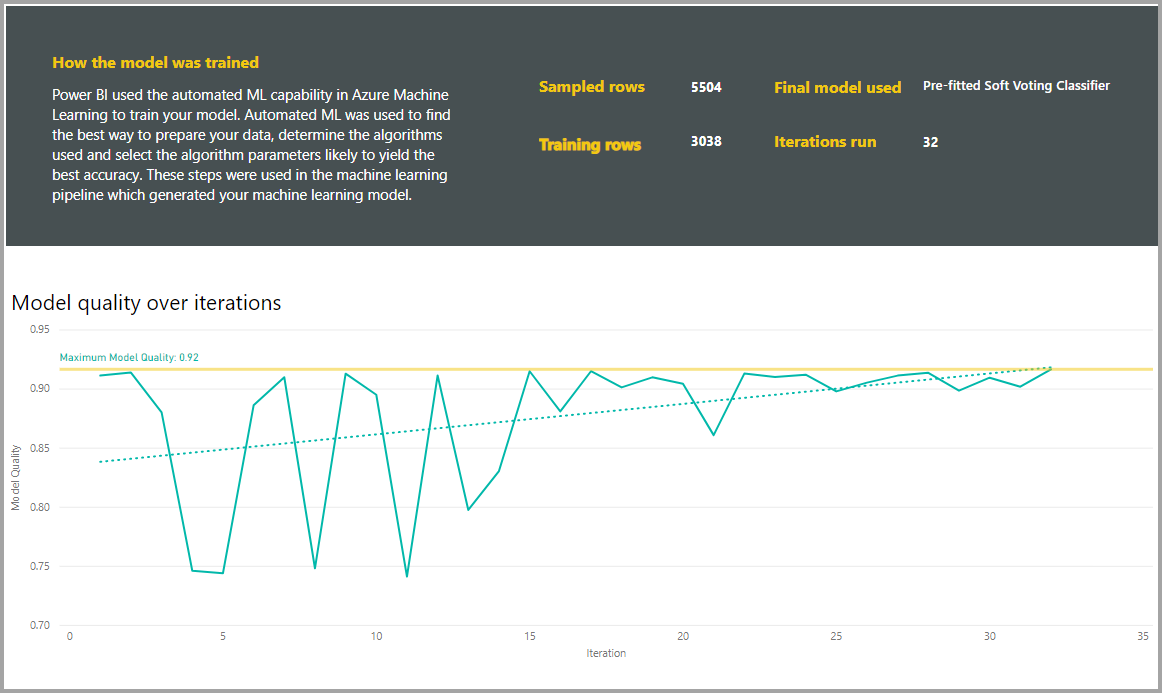 How the model was trained
Power BI used the automated ML capability in Azure Machine
Learning to train your model. Automated ML was used to find
the best way to prepare your data, determine the algorithms
used and select the algorithm parameters likely to yield the
best accuracy. These steps were used in the machine learning
pipeline which generated your machine learning model.
Sampled rows 5504 Final model used Pre-fitted Soft Voting Classifier
Training rows 3038 Iterations run 32
Model quality over iterations
0.95
Maximum Model Quality: 0.92
0.90
0.85
0.80
0.75
0.70
Model Quality
0 5 10 15 20 25 30 35
Iteration